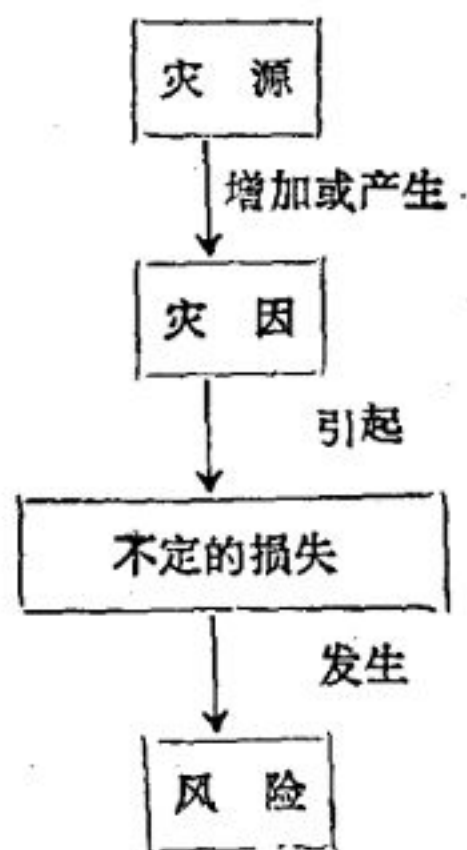 灾 源
增加或产生
灾 因
引起
不定的损失
发生
风 险